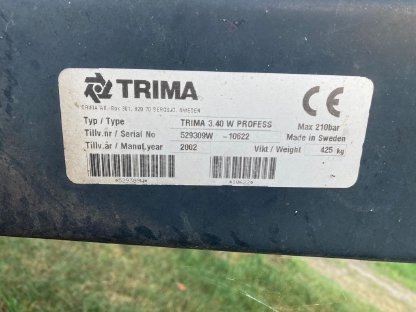 TRIMA
SWEDEN
Typ / Type TRIMA 3.40 W PROFESS Max 210bar
Tillv.nr / Serial No 529309W -10622 Made in Sweden
Tillv.år / Manuf.year 2002 Vikt / Weight 425 kg